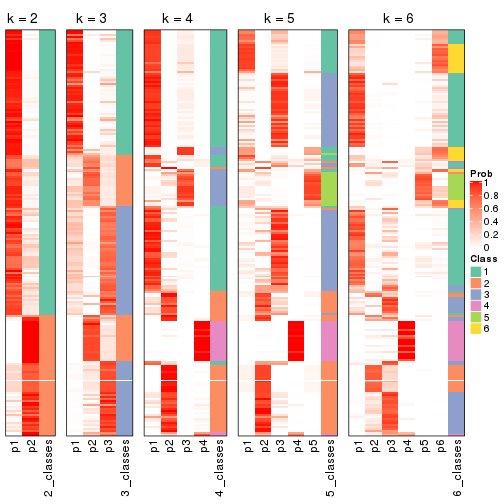 k = 2
k = 3
k = 4
k = 5
k = 6
Prob
1
0.8
0.6
0.4
0.2
0
Class
1
2
3
4
5
6
p1
p2
2_classes
p1
p2
p3
3_classes
p1
p2
p3
p4
4_classes
p1
p2
p3
p4
p5
5_classes
p1
p2
p3
p4
p5
p6
6_classes